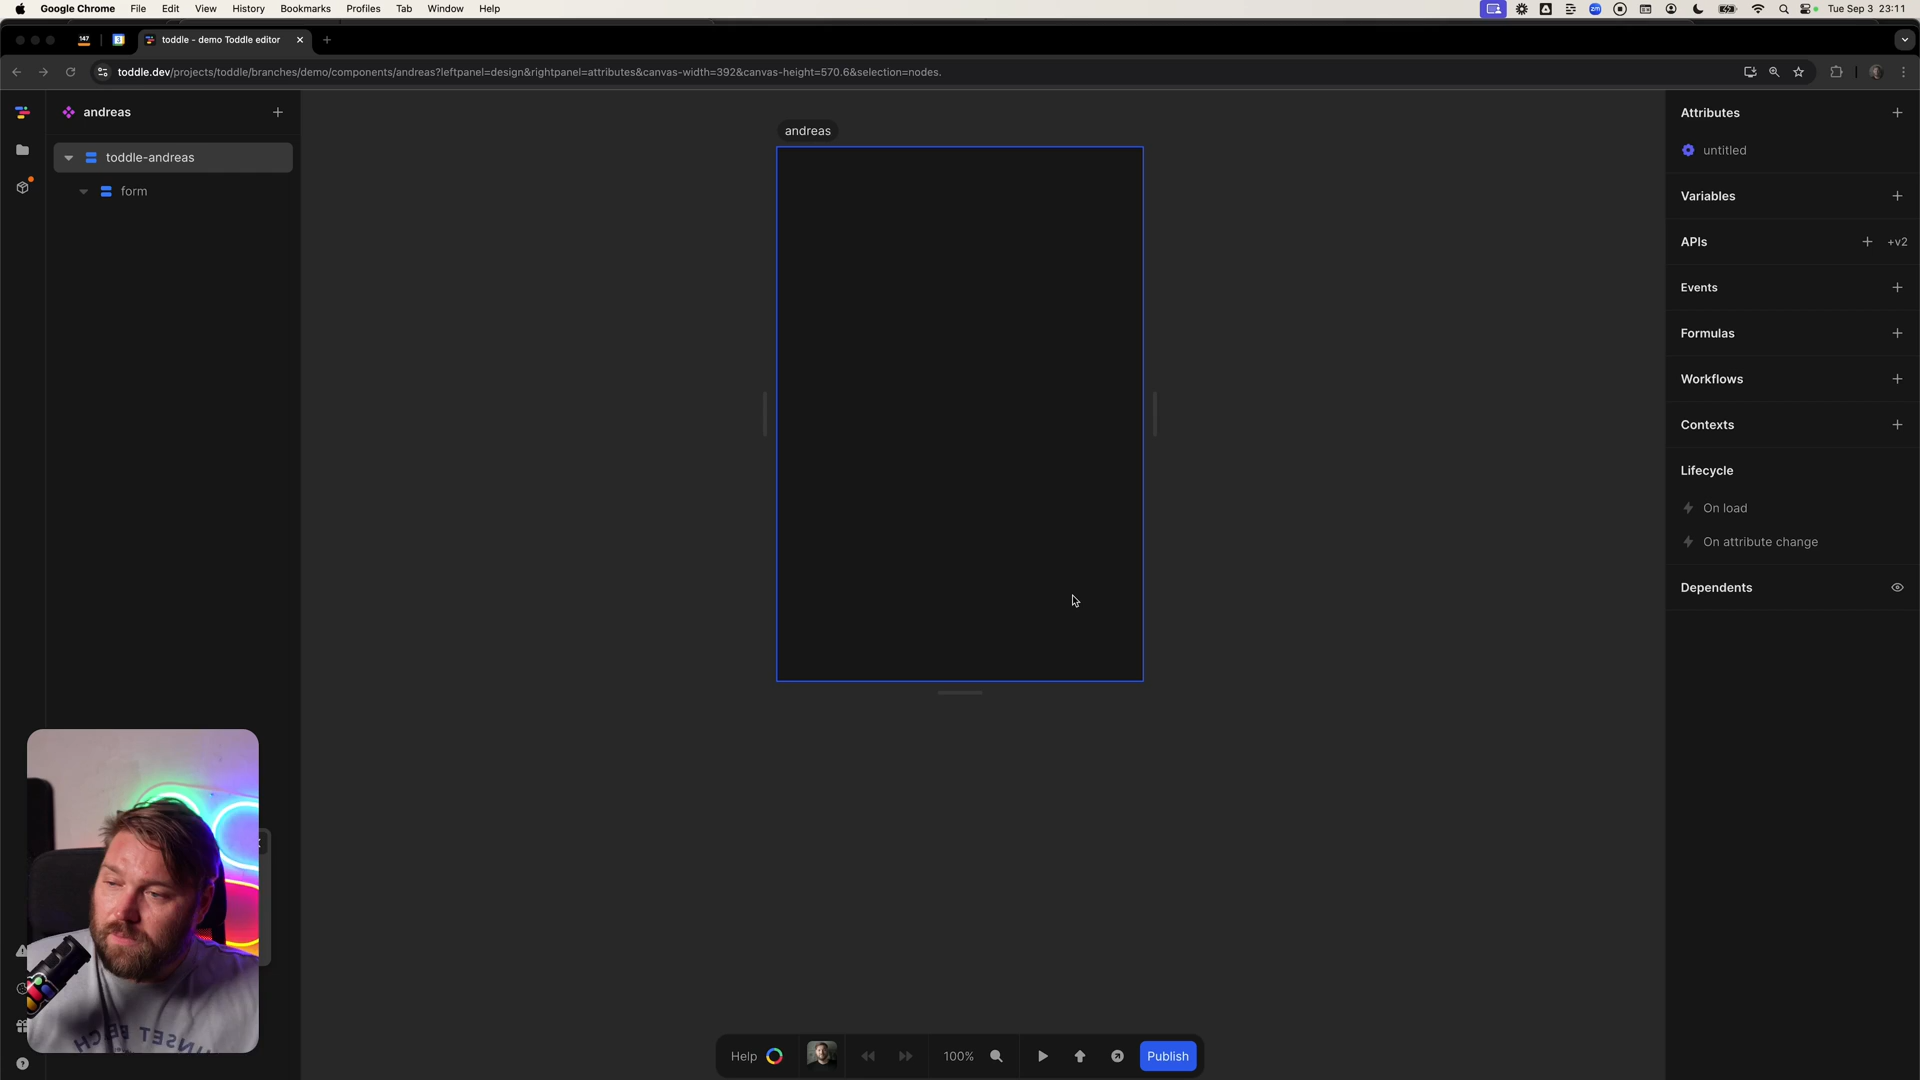 Google Chrome File Edit View History Bookmarks Profiles Tab Window Help
Tue Sep 3 23:11
147
3
toddle - demo Toddle editor
toddle.dev/projects/toddle/branches/demo/components/andreas?leftpanel=design&rightpanel=attributes&canvas-width=392&canvas-height=570.6&selection=nodes.
andreas
toddle-andreas
form
andreas
Attributes
untitled
Variables
APIs +v2
Events
Formulas
Workflows
Contexts
Lifecycle
On load
On attribute change
Dependents
Help 100% Publish